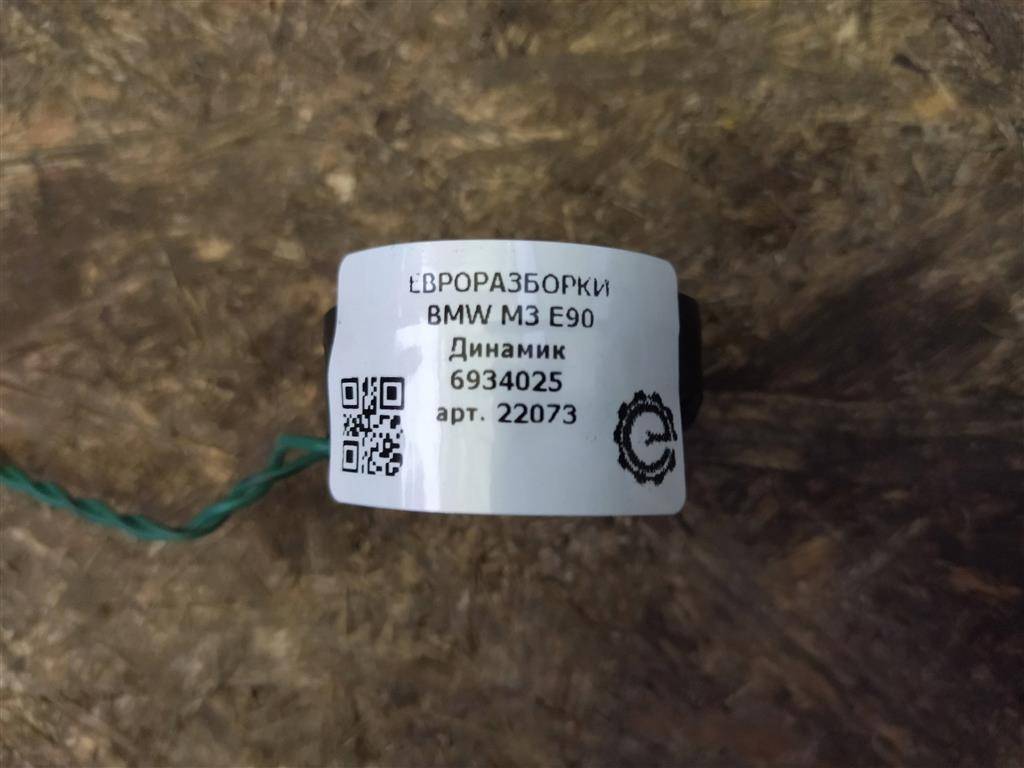 ЕВРОРАЗБОРКИ
BMW M3 E90
Динамик
6934025
арт. 22073